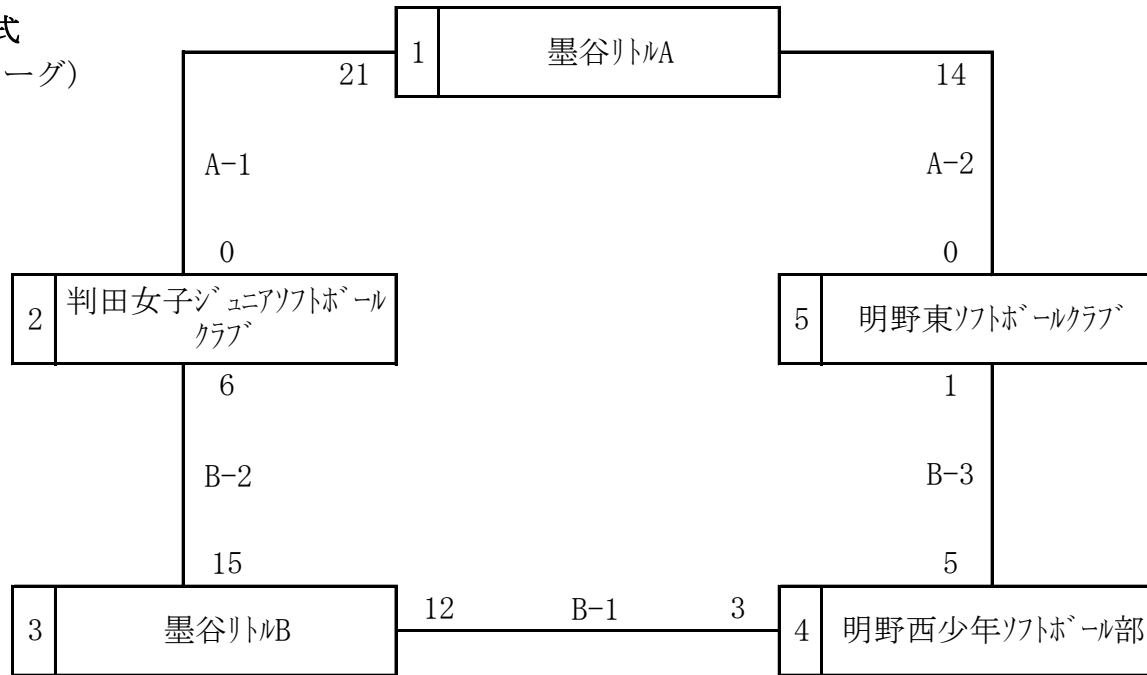 式
ーグ)
1 墨谷ﾘﾄﾙA
21
14
A-1
A-2
0
0
2 判田女子ｼﾞｭﾆｱｿﾌﾄﾎﾞｰﾙ
ｸﾗﾌﾞ
5 明野東ｿﾌﾄﾎﾞｰﾙｸﾗﾌﾞ
6
1
B-2
B-3
15
5
3 墨谷ﾘﾄﾙB
12 B-1 3
4 明野西少年ｿﾌﾄﾎﾞｰﾙ部